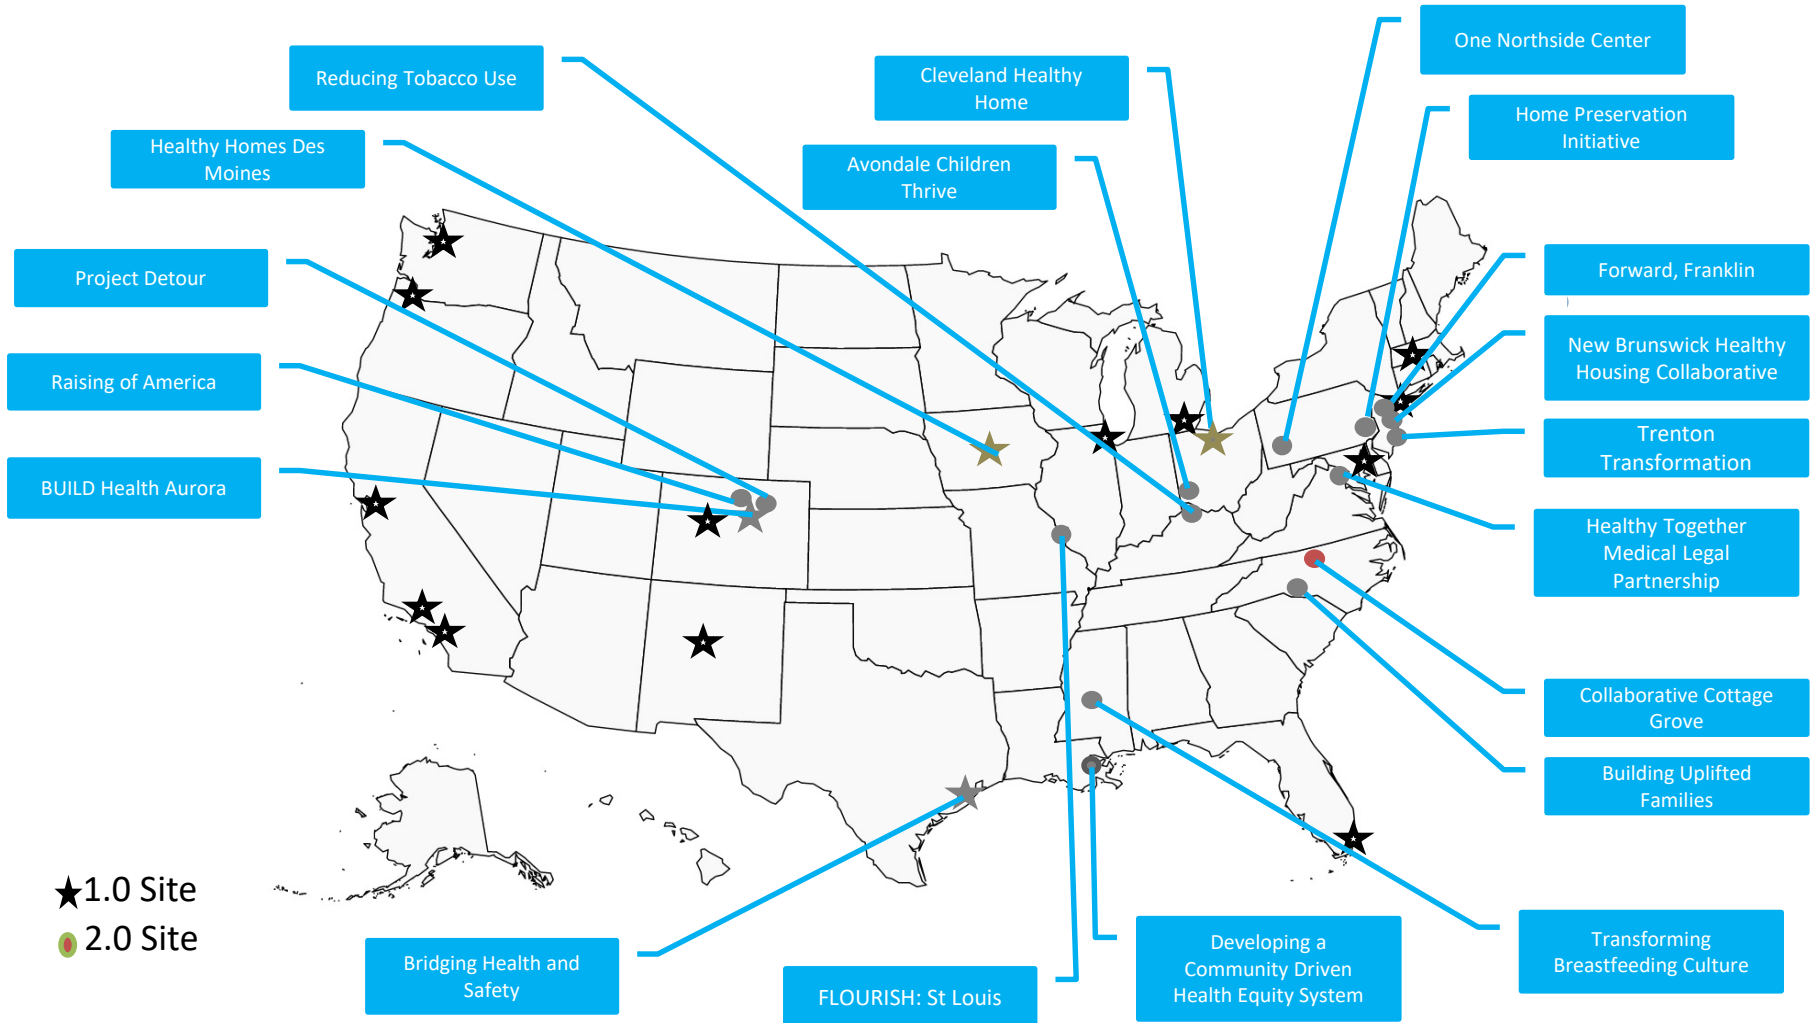 One Northside Center
Reducing Tobacco Use
Cleveland Healthy
Home
Home Preservation
Initiative
Healthy Homes Des
Moines
Avondale Children
Thrive
Project Detour
Forward, Franklin
New Brunswick Healthy
Housing Collaborative
Raising of America
Trenton
Transformation
BUILD Health Aurora
Healthy Together
Medical Legal
Partnership
Collaborative Cottage
Grove
Building Uplifted
Families
1.0 Site
2.0 Site
Bridging Health and
Safety
FLOURISH: St Louis
Developing a
Community Driven
Health Equity System
Transforming
Breastfeeding Culture